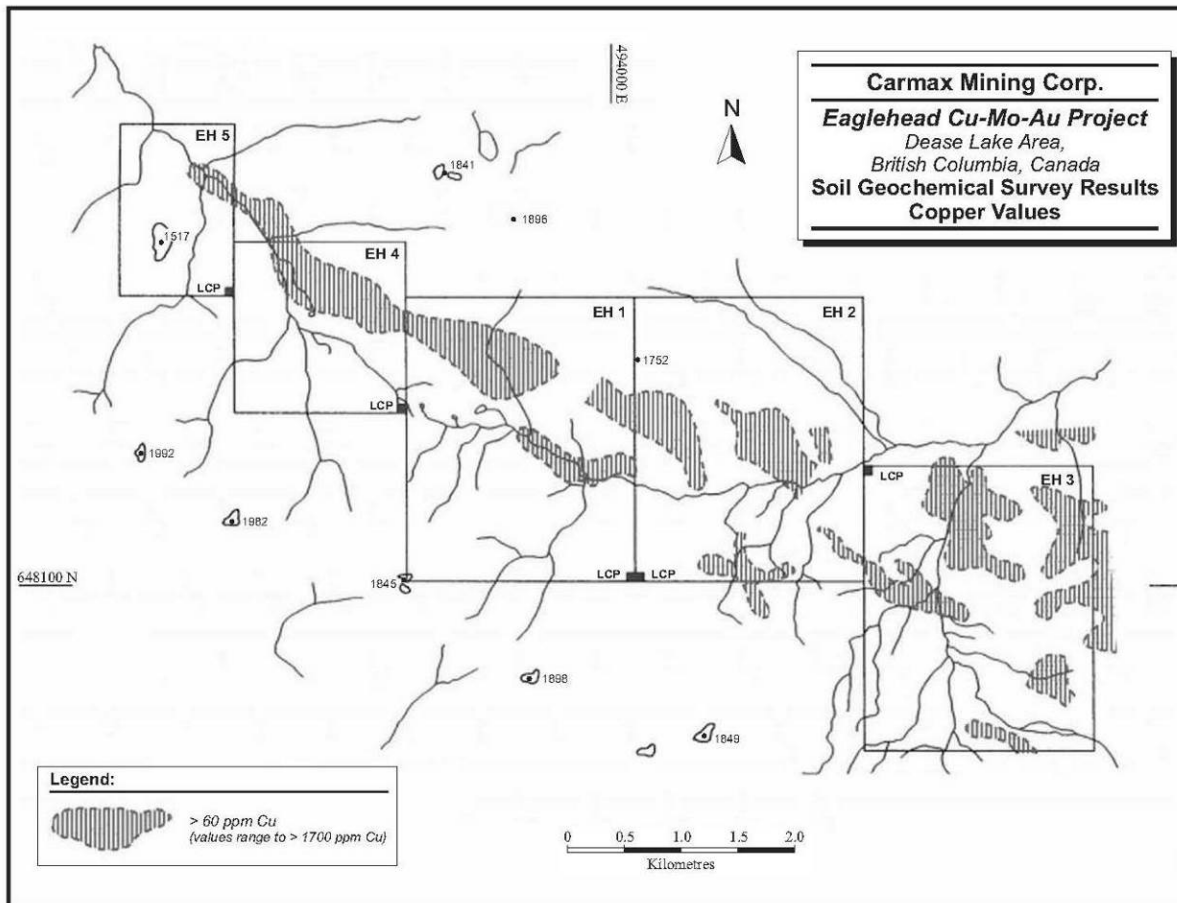 494000 E
N
Carmax Mining Corp.
Eaglehead Cu-Mo-Au Project
Dease Lake Area,
British Columbia, Canada
Soil Geochemical Survey Results
Copper Values
EH 5
1841
1896
1517
EH 4
LCP
EH 1
EH 2
1752
LCP
1992
LCP
EH 3
1982
648100 N
1845
LCP
LCP
1898
1849
Legend:
> 60 ppm Cu
(values range to > 1700 ppm Cu)
0 0.5 1.0 1.5 2.0
Kilometres